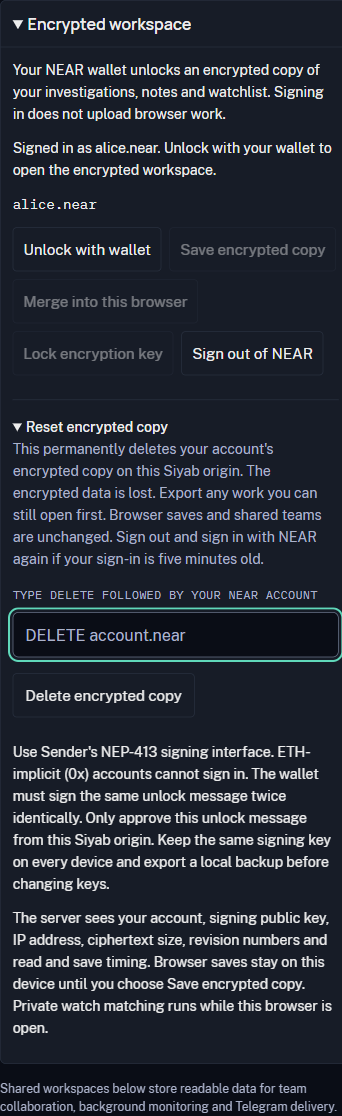 Encrypted workspace
Your NEAR wallet unlocks an encrypted copy of
your investigations, notes and watchlist. Signing
in does not upload browser work.
Signed in as alice.near. Unlock with your wallet to
open the encrypted workspace.
alice.near
Unlock with wallet
Save encrypted copy
Merge into this browser
Lock encryption key
Sign out of NEAR
Reset encrypted copy
This permanently deletes your account's
encrypted copy on this Siyab origin. The
encrypted data is lost. Export any work you can
still open first. Browser saves and shared teams
are unchanged. Sign out and sign in with NEAR
again if your sign-in is five minutes old.
TYPE DELETE FOLLOWED BY YOUR NEAR ACCOUNT
DELETE account.near
Delete encrypted copy
Use Sender's NEP-413 signing interface. ETH-
implicit (0x) accounts cannot sign in. The wallet
must sign the same unlock message twice
identically. Only approve this unlock message
from this Siyab origin. Keep the same signing key
on every device and export a local backup before
changing keys.
The server sees your account, signing public key,
IP address, ciphertext size, revision numbers and
read and save timing. Browser saves stay on this
device until you choose Save encrypted copy.
Private watch matching runs while this browser is
open.
Shared workspaces below store readable data for team
collaboration, background monitoring and Telegram delivery.